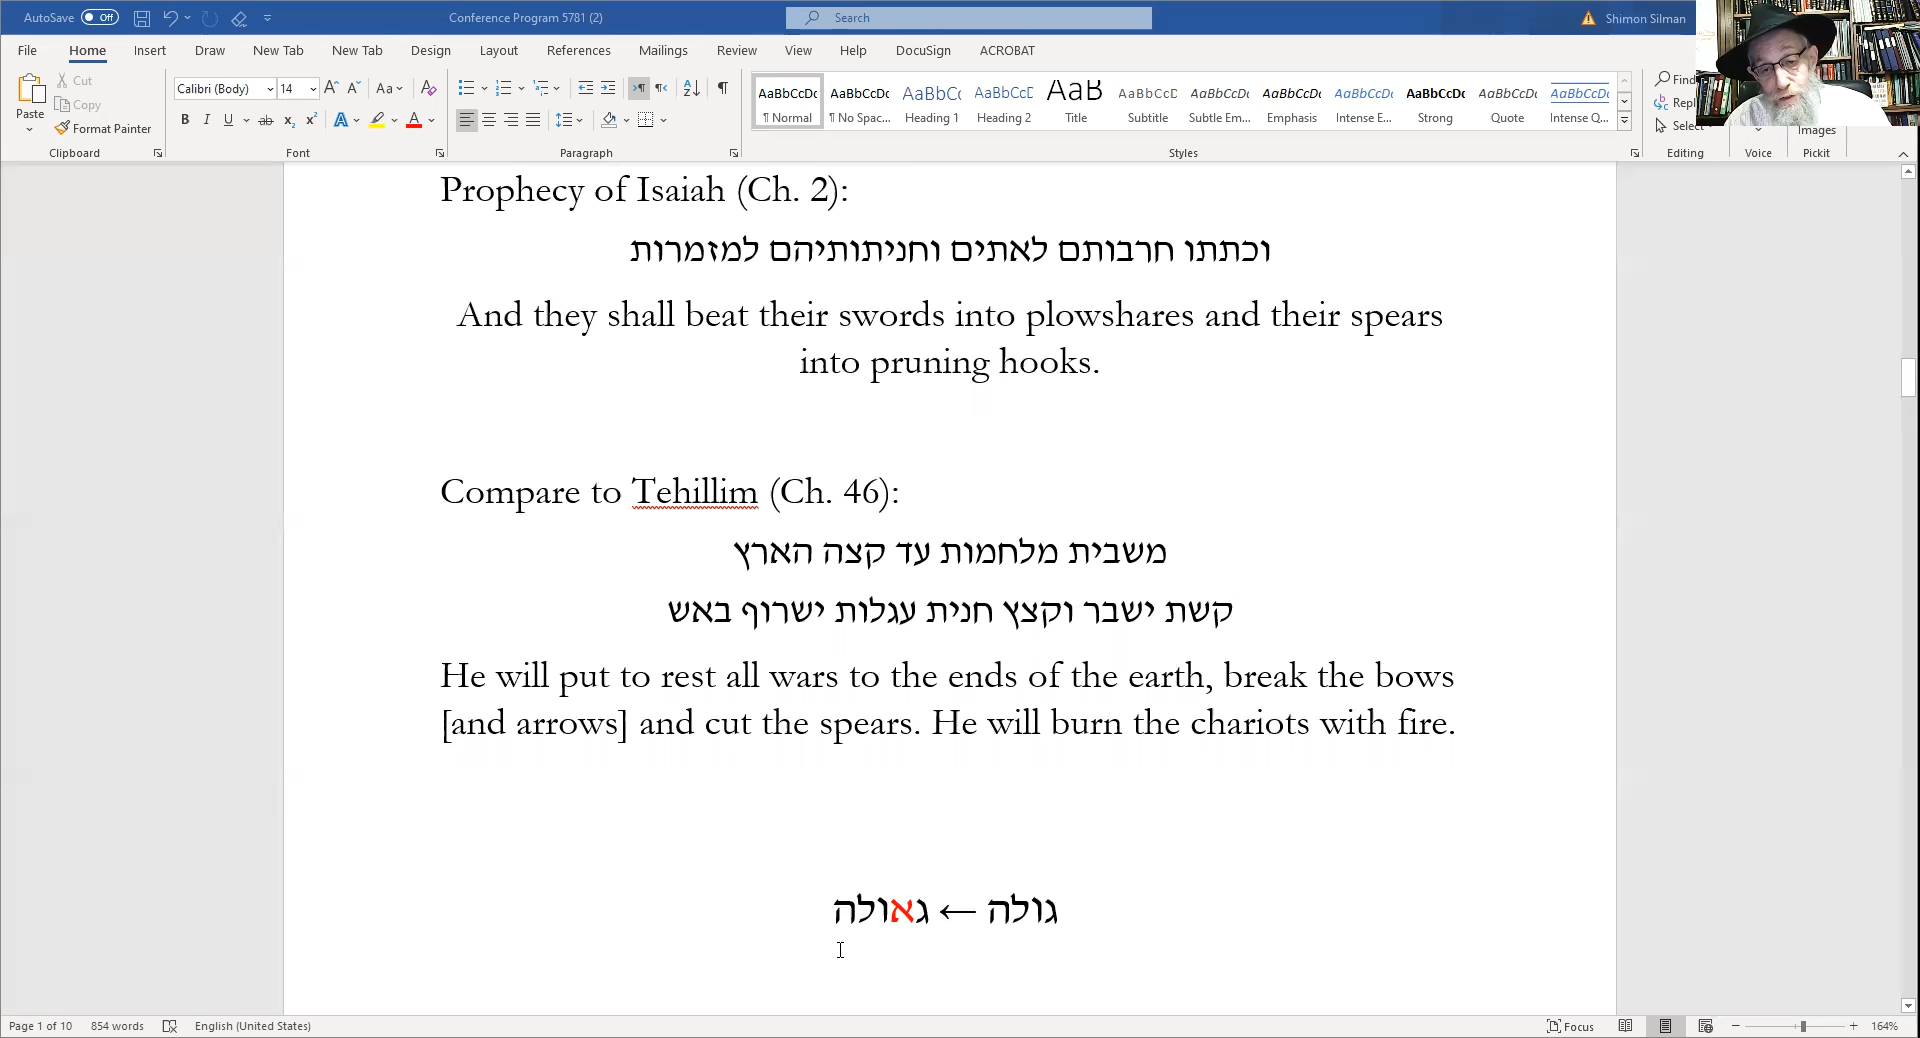 AutoSave Off Conference Program 5781 (2) Search Shimon Silman
File Home Insert Draw New Tab New Tab Design Layout References Mailings Review View Help DocuSign ACROBAT
Paste
Cut
Copy
Format Painter
Clipboard
Calibri (Body) 14
Font
Paragraph
AaBbCcDc AaBbCcDc AaBbC AaBbCcD AaB AaBbCcD AaBbCcDc AaBbCcDc AaBbCcDc AaBbCcDc AaBbCcDc AaBbCcDc
¶ Normal ¶ No Spac... Heading 1 Heading 2 Title Subtitle Subtle Em... Emphasis Intense E... Strong Quote Intense Q...
Styles
Find
Repl
Select
Editing
Voice
Images
Pickit
Prophecy of Isaiah (Ch. 2):
וכתתו חרבותם לאתים וחניתותיהם למזמרות
And they shall beat their swords into plowshares and their spears
into pruning hooks.
Compare to Tehillim (Ch. 46):
משבית מלחמות עד קצה הארץ
קשת ישבר וקצץ חנית עגלות ישרוף באש
He will put to rest all wars to the ends of the earth, break the bows
[and arrows] and cut the spears. He will burn the chariots with fire.
גולה ← גאולה
Page 1 of 10 854 words English (United States) Focus 164%